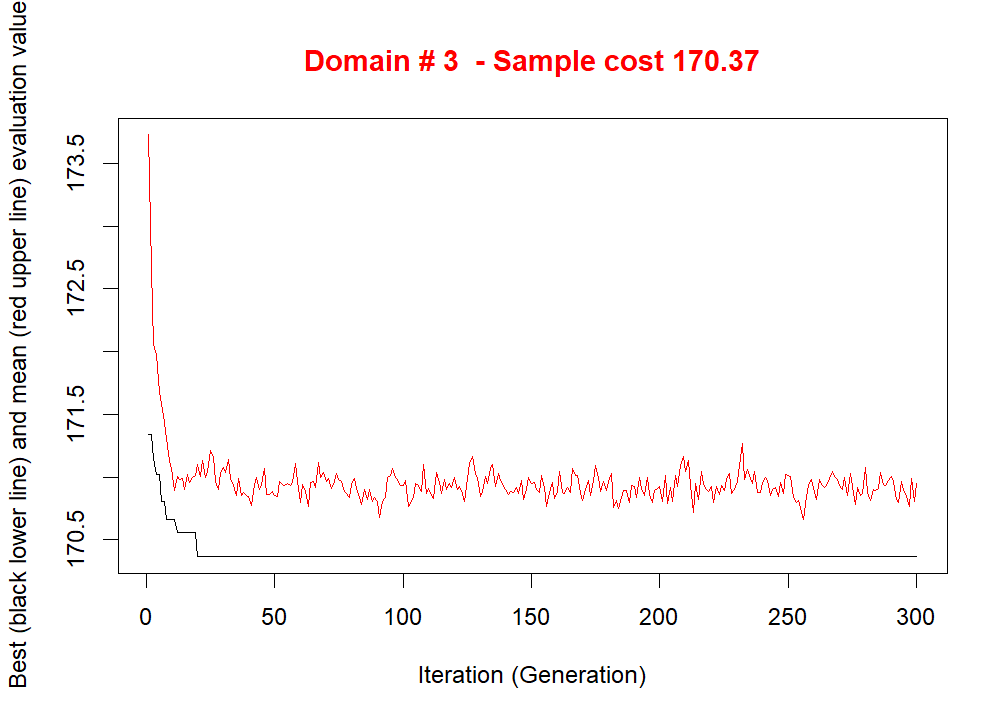 Domain # 3  - Sample cost 170.37
Best (black lower line) and mean (red upper line) evaluation value
173.5
172.5
171.5
170.5
0 50 100 150 200 250 300
Iteration (Generation)